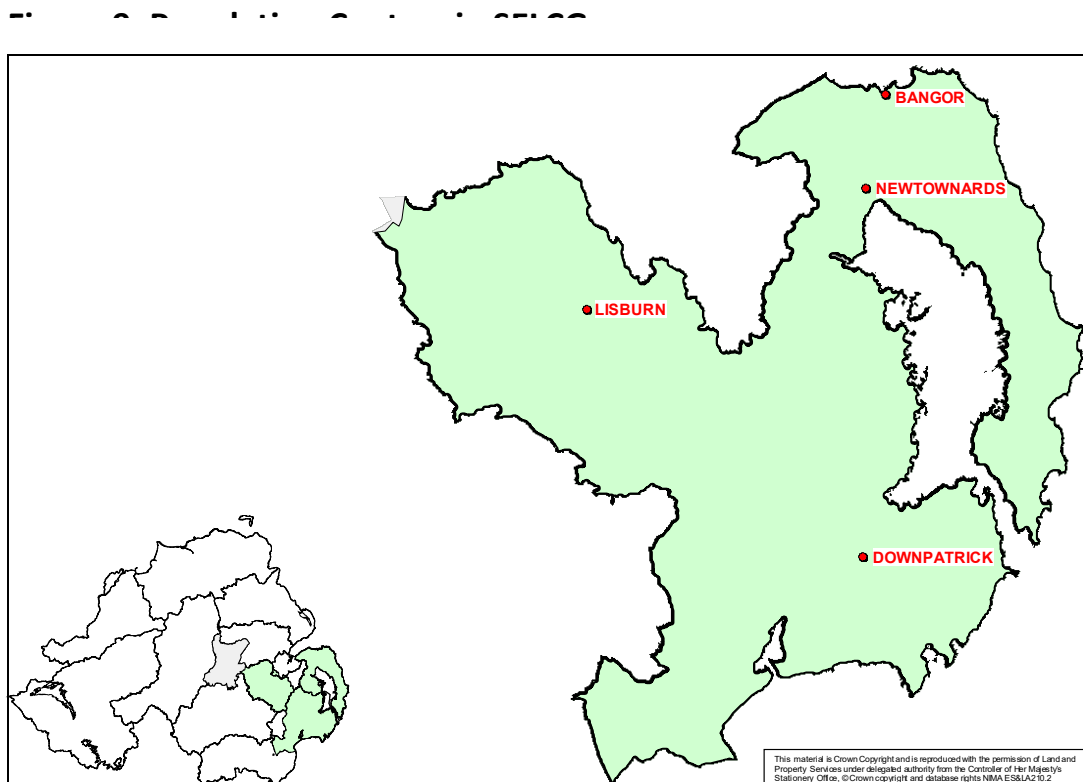 BANGOR
NEWTOWNARDS
LISBURN
DOWNPATRICK
This material is Crown Copyright and is reproduced with the permission of Land and
Property Services under delegated authority from the Controller of Her Majesty's
Stationery Office, © Crown copyright and database rights NIMA ES&LA210.2